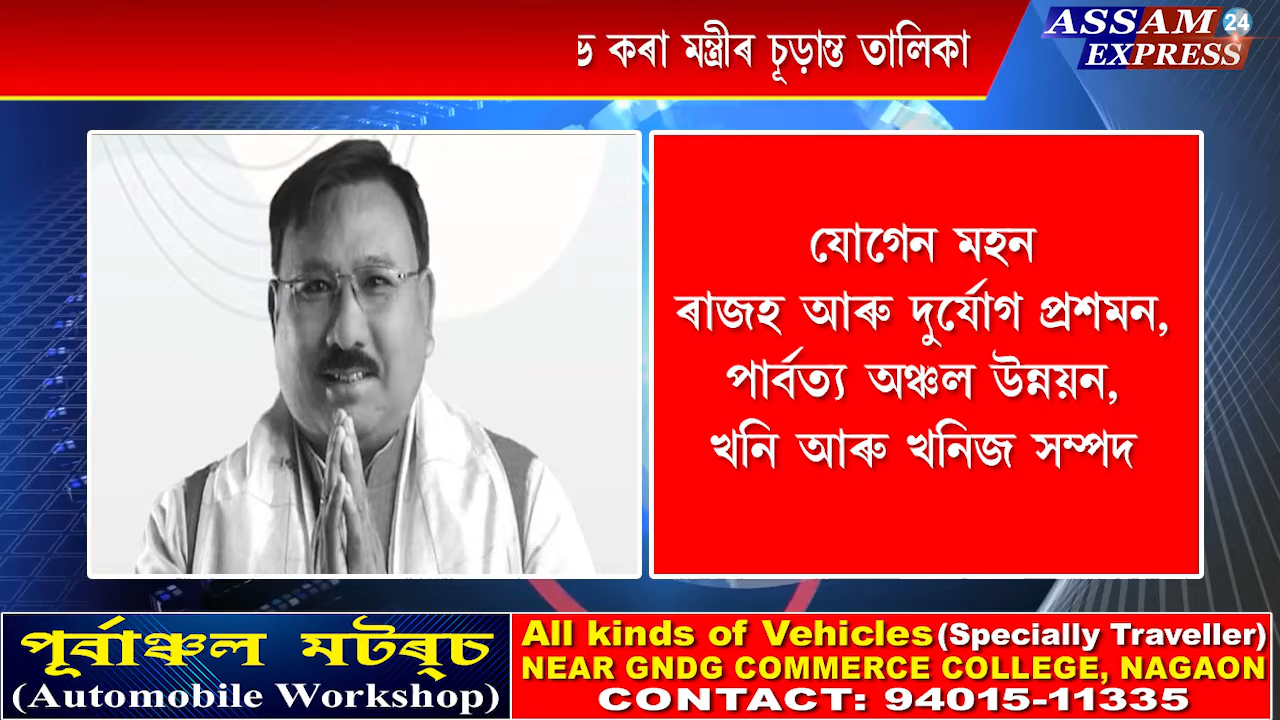 কৰা মন্ত্ৰীৰ চূড়ান্ত তালিকা
ASSAM 24
EXPRESS
যোগেন মহন
ৰাজহ আৰু দুৰ্যোগ প্ৰশমন,
পাৰ্বত্য অঞ্চল উন্নয়ন,
খনি আৰু খনিজ সম্পদ
পূৰ্বাঞ্চল মটৰ্চ
(Automobile Workshop)
All kinds of Vehicles (Specially Traveller)
NEAR GNDG COMMERCE COLLEGE, NAGAON
CONTACT: 94015-11335